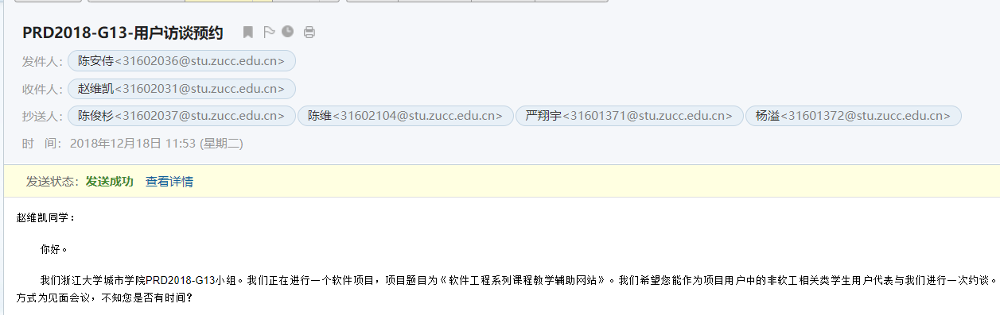 PRD2018-G13-用户访谈预约
发件人：陈安侍<31602036@stu.zucc.edu.cn>
收件人：赵维凯<31602031@stu.zucc.edu.cn>
抄送人：陈俊杉<31602037@stu.zucc.edu.cn> 陈维<31602104@stu.zucc.edu.cn> 严翔宇<31601371@stu.zucc.edu.cn> 杨溢<31601372@stu.zucc.edu.cn>
时 间：2018年12月18日 11:53 (星期二)
发送状态：发送成功 查看详情
赵维凯同学：
你好。
我们浙江大学城市学院PRD2018-G13小组。我们正在进行一个软件项目，项目题目为《软件工程系列课程教学辅助网站》。我们希望您能作为项目用户中的非软工相关类学生用户代表与我们进行一次约谈。
方式为见面会议，不知您是否有时间？